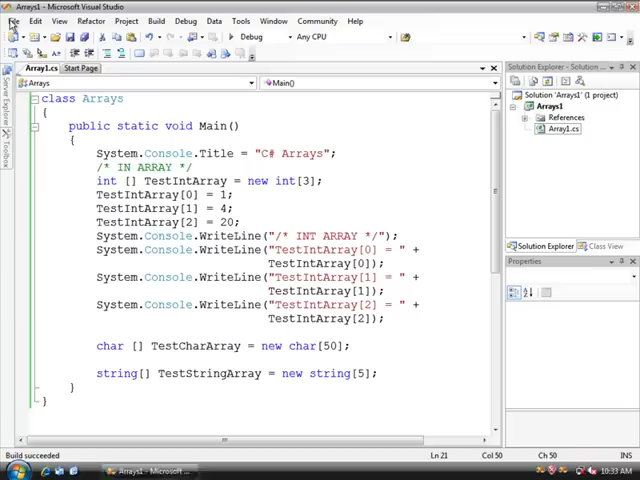 Arrays1 - Microsoft Visual Studio
File Edit View Refactor Project Build Debug Data Tools Window Community Help
Debug Any CPU
Array1.cs Start Page
Arrays Main()
Server Explorer
Toolbox
class Arrays
{
public static void Main()
{
System.Console.Title = "C# Arrays";
/* IN ARRAY */
int [] TestIntArray = new int[3];
TestIntArray[0] = 1;
TestIntArray[1] = 4;
TestIntArray[2] = 20;
System.Console.WriteLine("/* INT ARRAY */");
System.Console.WriteLine("TestIntArray[0] = " +
TestIntArray[0]);
System.Console.WriteLine("TestIntArray[1] = " +
TestIntArray[1]);
System.Console.WriteLine("TestIntArray[2] = " +
TestIntArray[2]);
char [] TestCharArray = new char[50];
string[] TestStringArray = new string[5];
}
}
Solution Explorer - Solution ...
Solution 'Arrays1' (1 project)
Arrays1
References
Array1.cs
Solution Explorer Class View
Properties
Build succeeded Ln 21 Col 50 Ch 50 INS
Arrays1 - Microsoft ... 10:33 AM